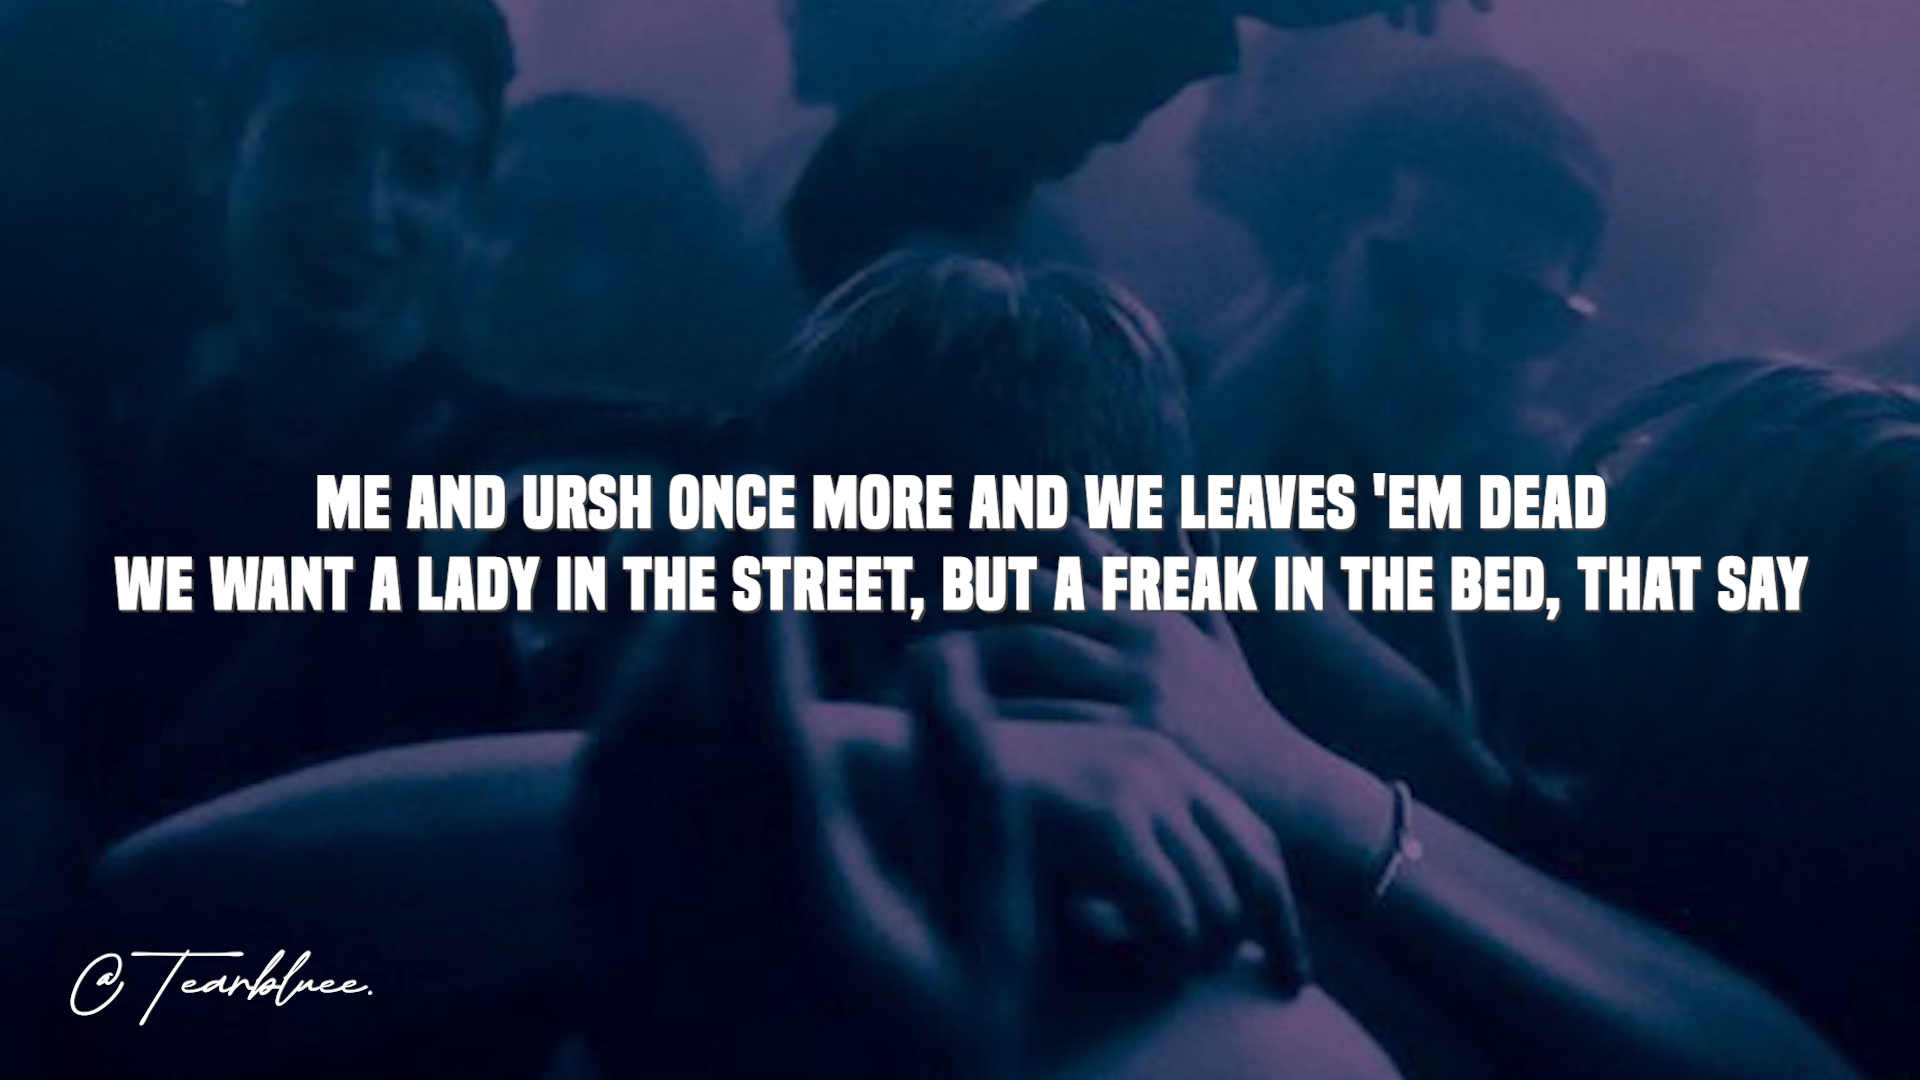 ME AND URSH ONCE MORE AND WE LEAVES 'EM DEAD
WE WANT A LADY IN THE STREET, BUT A FREAK IN THE BED, THAT SAY
@Tearbluee.